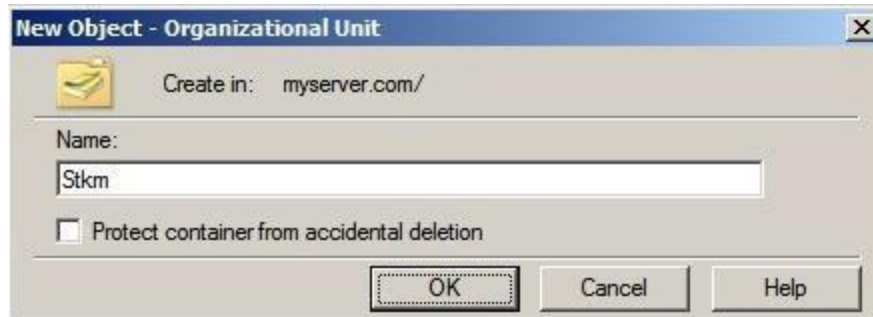 New Object - Organizational Unit
Create in: myserver.com/
Name:
Stkm
Protect container from accidental deletion
OK Cancel Help